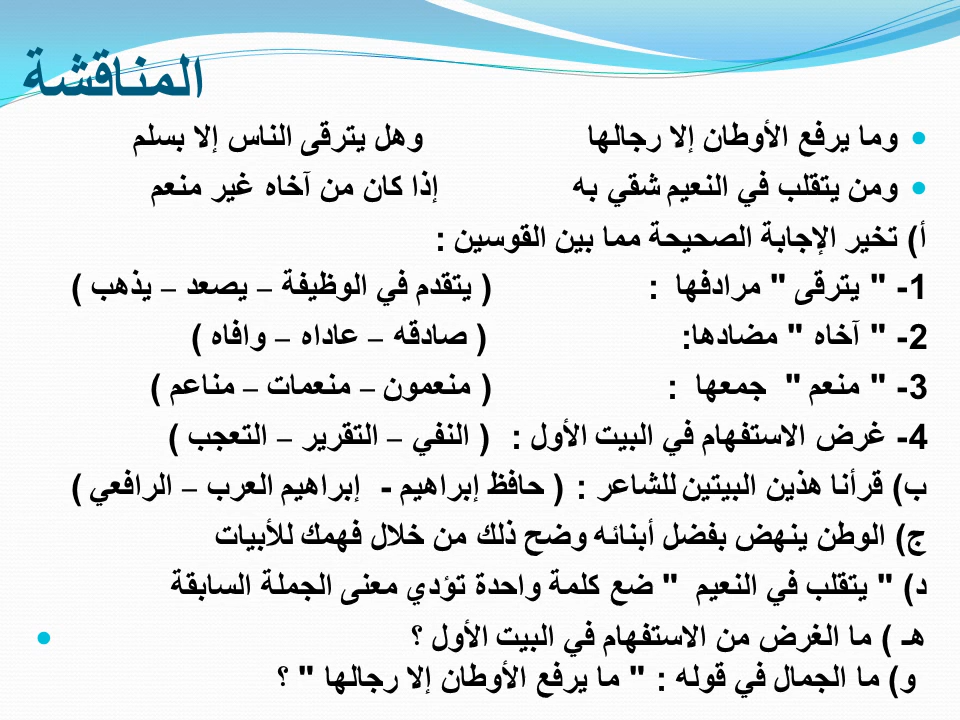 المناقشة
وما يرفع الأوطان إلا رجالها وهل يترقى الناس إلا بسلم
ومن يتقلب في النعيم شقي به إذا كان من آخاه غير منعم
أ) تخير الإجابة الصحيحة مما بين القوسين :
1- " يترقى " مرادفها : ( يتقدم في الوظيفة – يصعد – يذهب )
2- " آخاه " مضادها: ( صادقه – عاداه – وافاه )
3- " منعم " جمعها : ( منعمون – منعمات – مناعم )
4- غرض الاستفهام في البيت الأول : ( النفي – التقرير – التعجب )
ب) قرأنا هذين البيتين للشاعر : ( حافظ إبراهيم - إبراهيم العرب – الرافعي )
ج) الوطن ينهض بفضل أبنائه وضح ذلك من خلال فهمك للأبيات
د) " يتقلب في النعيم " ضع كلمة واحدة تؤدي معنى الجملة السابقة
هـ ) ما الغرض من الاستفهام في البيت الأول ؟
و) ما الجمال في قوله : " ما يرفع الأوطان إلا رجالها " ؟